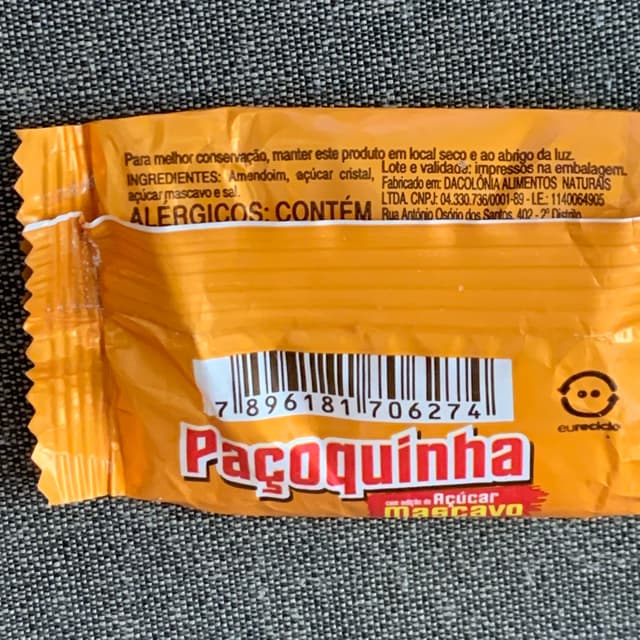 Para melhor conservação, manter este produto em local seco e ao abrigo da luz.
INGREDIENTES: Amendoim, açúcar cristal,
açúcar mascavo e sal.
ALÉRGICOS: CONTÉM
Lote e validade: impressos na embalagem.
Fabricado em: DACOLÔNIA ALIMENTOS NATURAIS
LTDA. CNPJ: 04.330.736/0001-89 - I.E.: 1140064905
Rua Antônio Osório dos Santos, 402 - 2º Distrito
7 896181 706274
eureciclo
Paçoquinha
com adição de Açúcar
mascavo